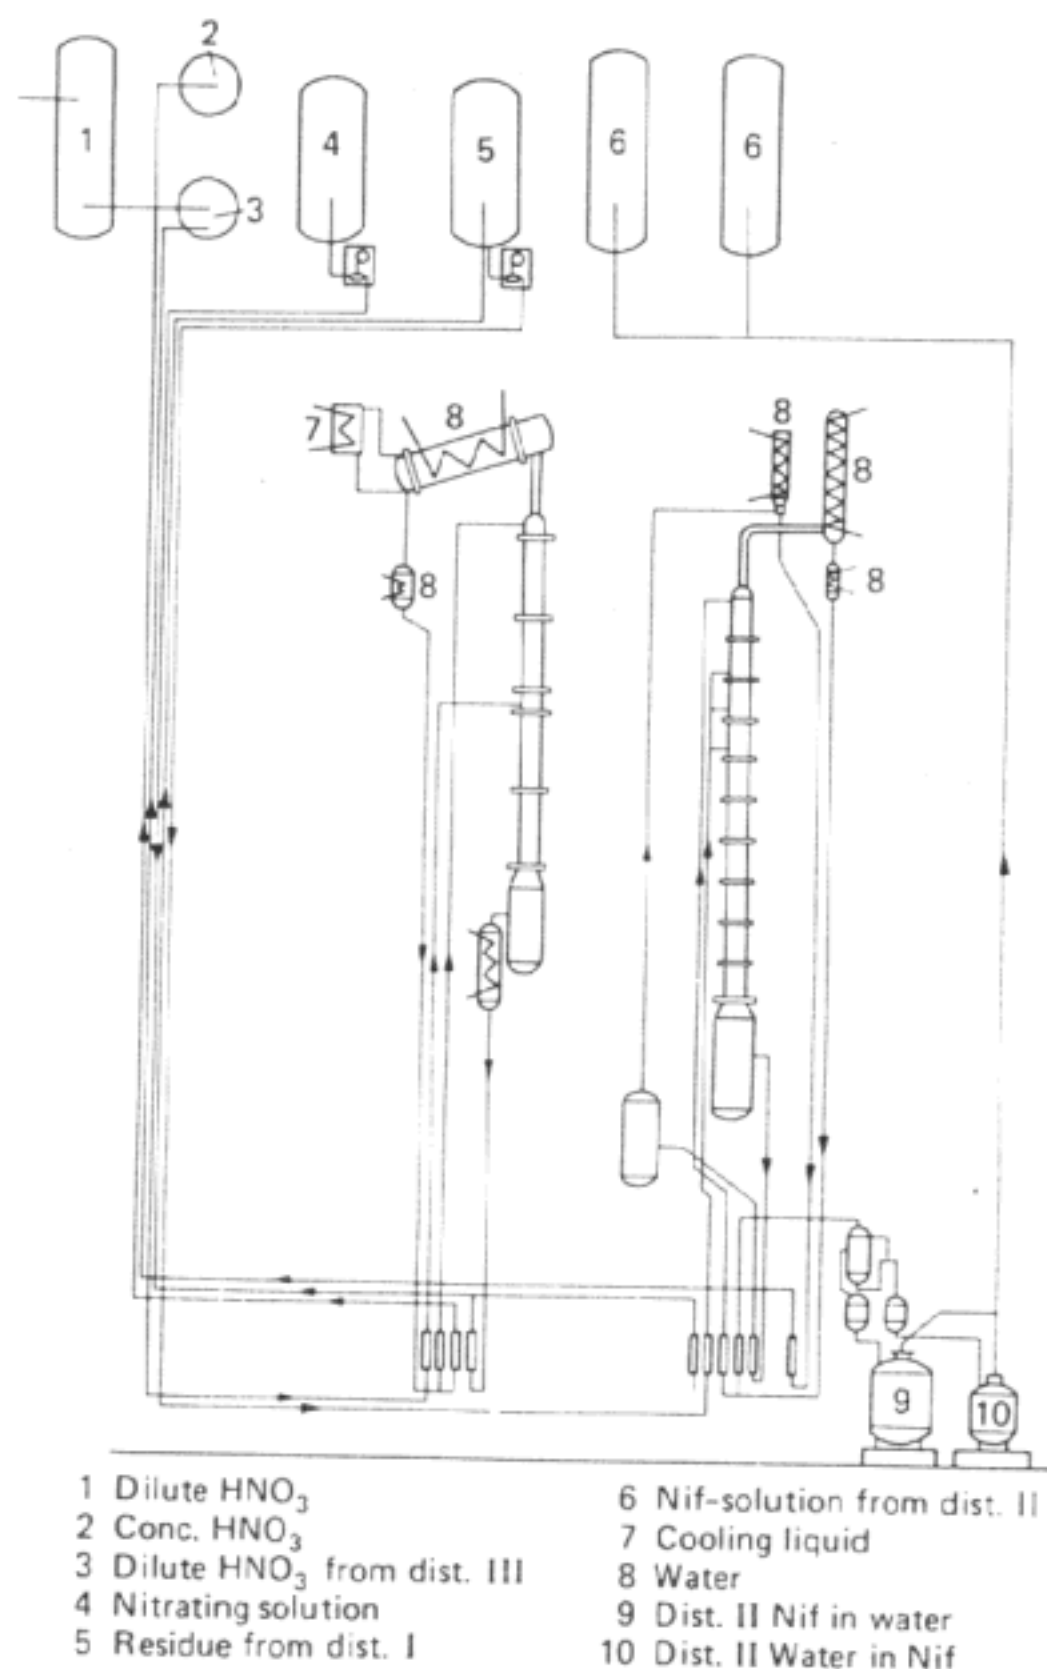 2
1
4
5
6
6
3
7
8
8
8
8
8
9
10
1 Dilute HNO₃
2 Conc. HNO₃
3 Dilute HNO₃ from dist. III
4 Nitrating solution
5 Residue from dist. I
6 Nif-solution from dist. II
7 Cooling liquid
8 Water
9 Dist. II Nif in water
10 Dist. II Water in Nif